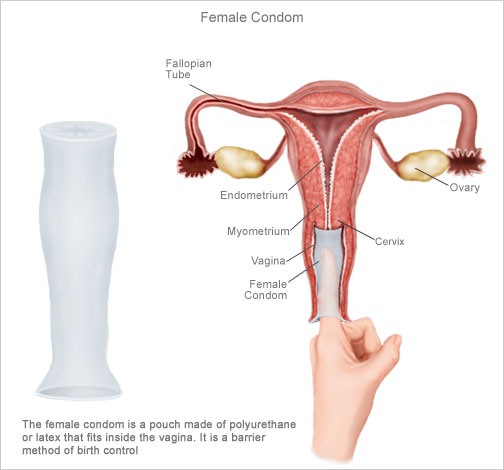 Female Condom
Fallopian
Tube
Endometrium
Ovary
Myometrium
Cervix
Vagina
Female
Condom
The female condom is a pouch made of polyurethane
or latex that fits inside the vagina. It is a barrier
method of birth control